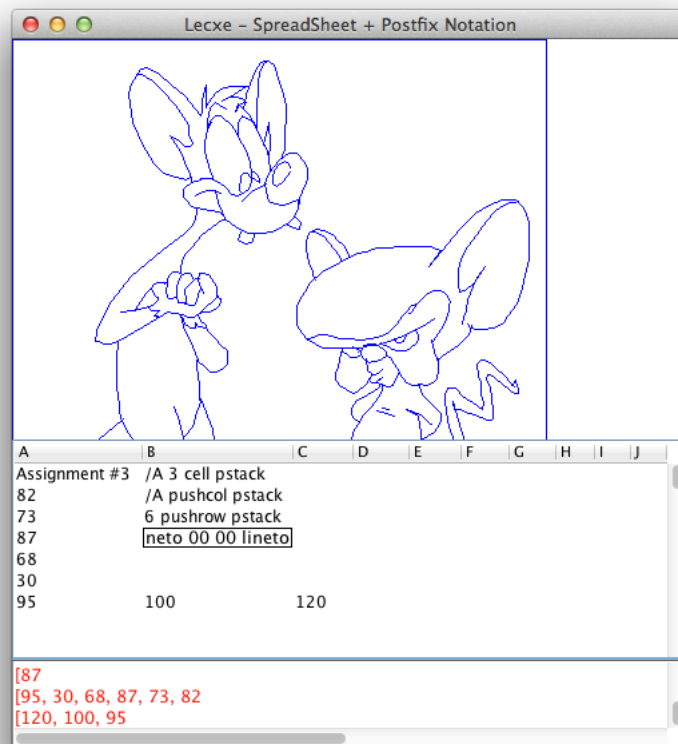 Lecxe – SpreadSheet + Postfix Notation
A B C D E F G H I J
Assignment #3 /A 3 cell pstack
82 /A pushcol pstack
73 6 pushrow pstack
87 neto 00 00 lineto
68
30
95 100 120
[87
[95, 30, 68, 87, 73, 82
[120, 100, 95